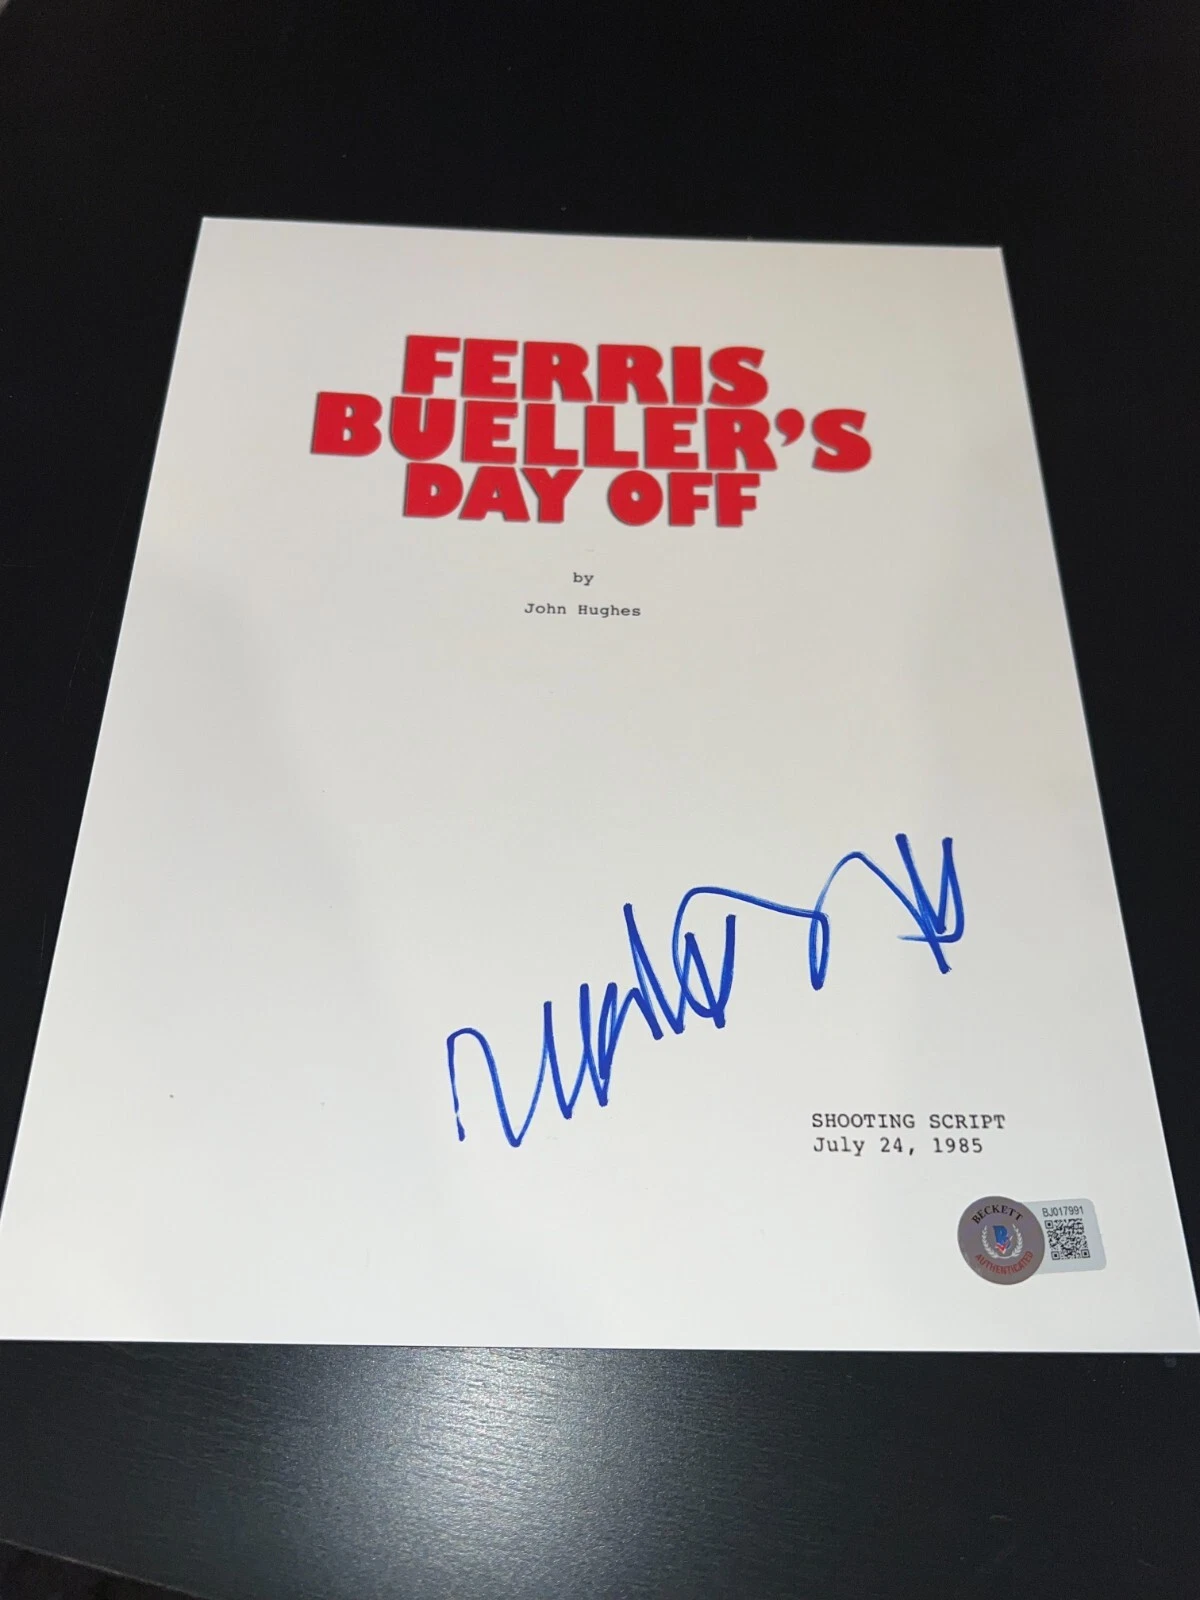 FERRIS
BUELLER'S
DAY OFF
by
John Hughes
SHOOTING SCRIPT
July 24, 1985
BECKETT
BJ017991
B
AUTHENTICATED